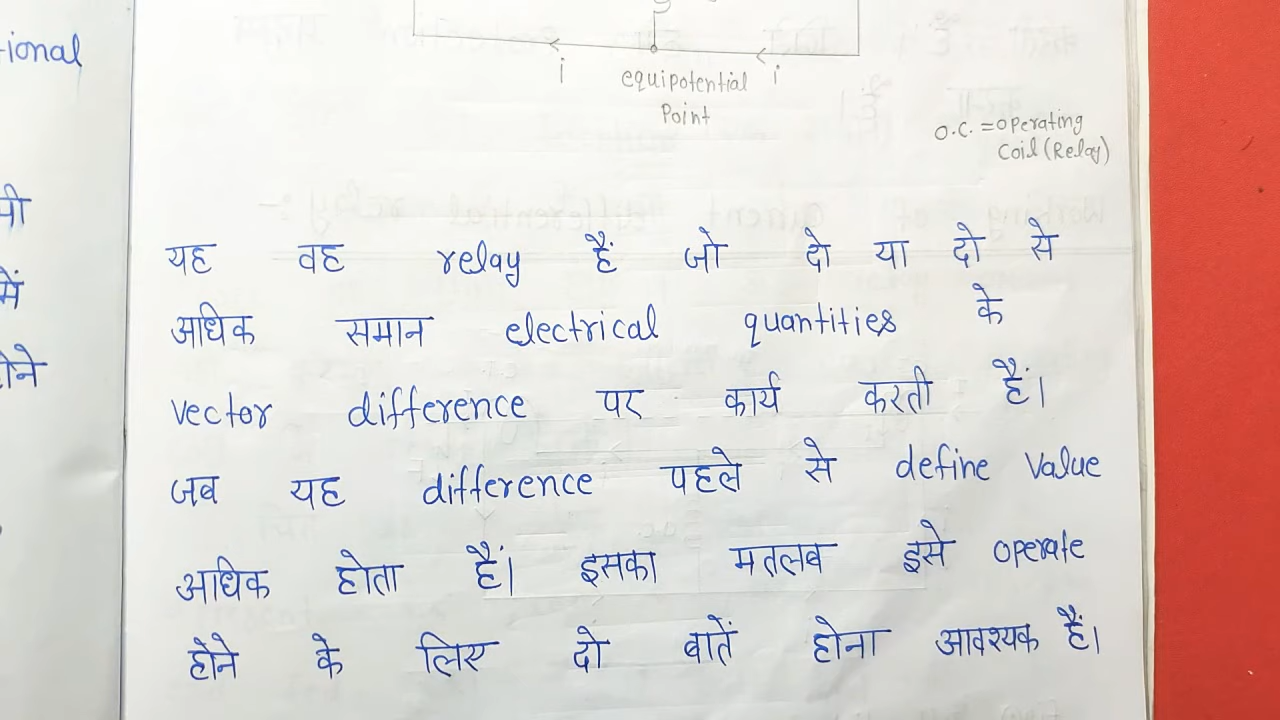 i
equipotential
i
Point
O.C. = Operating
Coil (Relay)
tional
में
यह वह relay हैं जो दो या दो से
अधिक समान electrical quantities के
vector difference पर कार्य करती हैं।
जब यह difference पहले से define value
अधिक होता हैं। इसका मतलब इसे operate
होने के लिए दो बातें होना आवश्यक हैं।